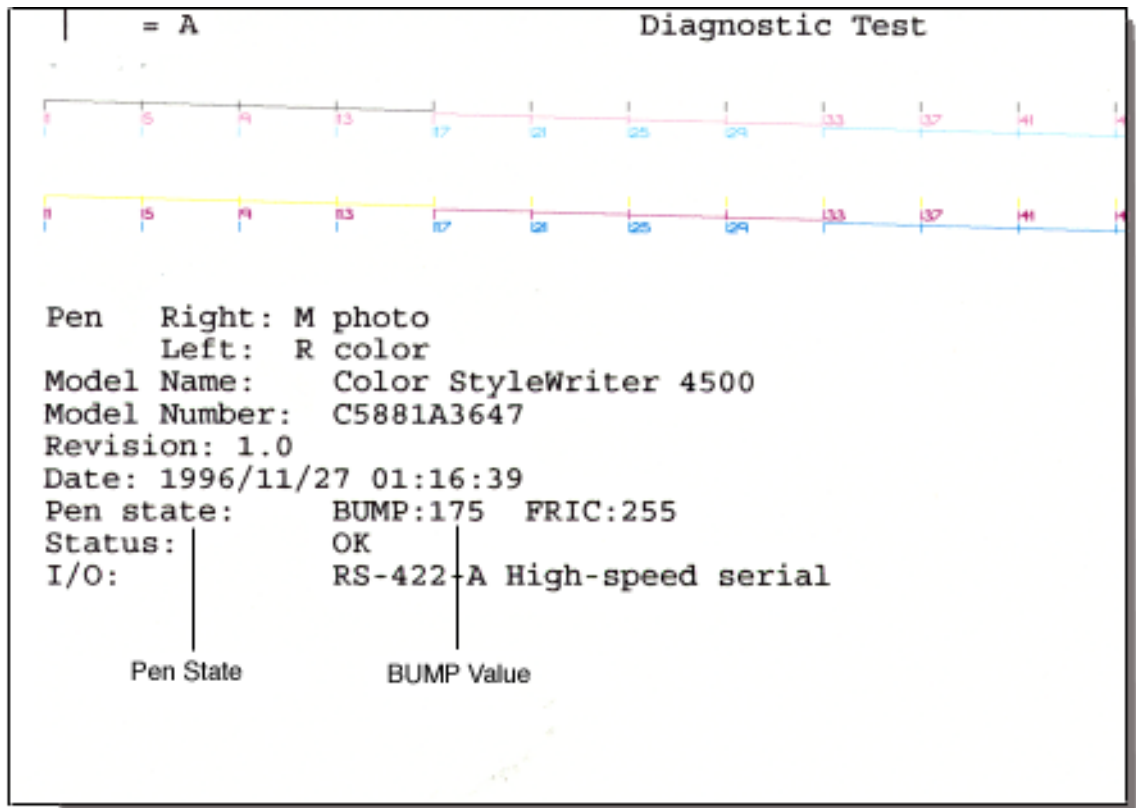 | = A Diagnostic Test
1 5 9 13 33 37 41
17 21 25 29
1 5 9 13 33 37 41
17 21 25 29
Pen Right: M photo
Left: R color
Model Name: Color StyleWriter 4500
Model Number: C5881A3647
Revision: 1.0
Date: 1996/11/27 01:16:39
Pen state: BUMP:175 FRIC:255
Status: OK
I/O: RS-422-A High-speed serial
Pen State BUMP Value